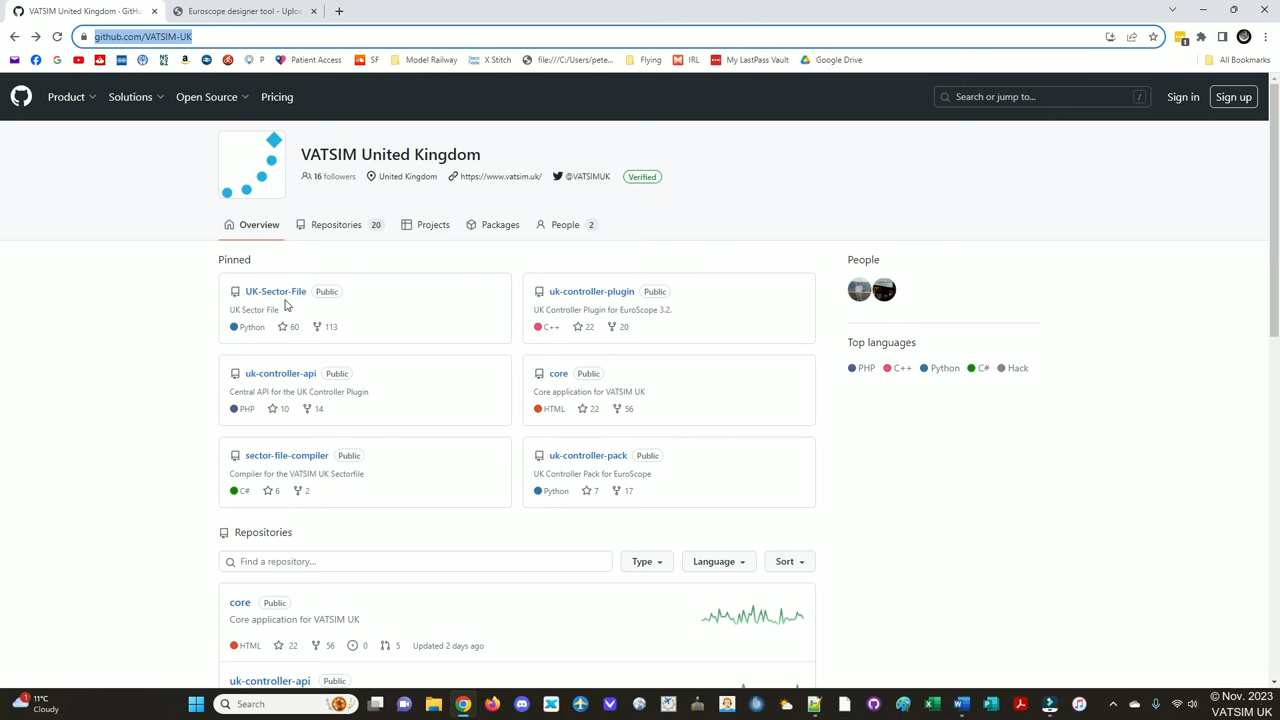 VATSIM United Kingdom · GitHu
Euroscope designer tool - Uplo
github.com/VATSIM-UK
P
Patient Access
SF
Model Railway
X Stitch
file:///C:/Users/pete...
Flying
IRL
My LastPass Vault
Google Drive
All Bookmarks
Product
Solutions
Open Source
Pricing
Search or jump to...
/
Sign in
Sign up
VATSIM United Kingdom
16 followers
United Kingdom
https://www.vatsim.uk/
@VATSIMUK
Verified
Overview
Repositories 20
Projects
Packages
People 2
Pinned
UK-Sector-File Public
UK Sector File
Python 60 113
uk-controller-plugin Public
UK Controller Plugin for EuroScope 3.2.
C++ 22 20
uk-controller-api Public
Central API for the UK Controller Plugin
PHP 10 14
core Public
Core application for VATSIM UK
HTML 22 56
sector-file-compiler Public
Compiler for the VATSIM UK Sectorfile
C# 6 2
uk-controller-pack Public
UK Controller Pack for EuroScope
Python 7 17
People
Top languages
PHP C++ Python C# Hack
Repositories
Find a repository...
Type
Language
Sort
core Public
Core application for VATSIM UK
HTML 22 56 0 5 Updated 2 days ago
uk-controller-api Public
1
11°C
Cloudy
Search
© Nov. 2023
VATSIM UK